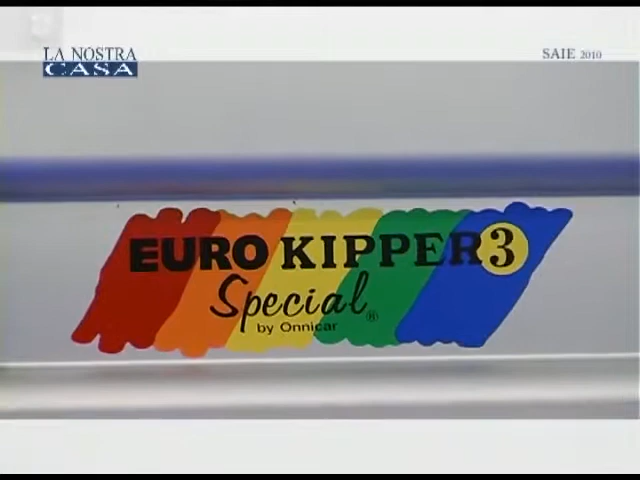 LA NOSTRA
CASA
SAIE 2010
EURO KIPPER 3
Special®
by Onnicar